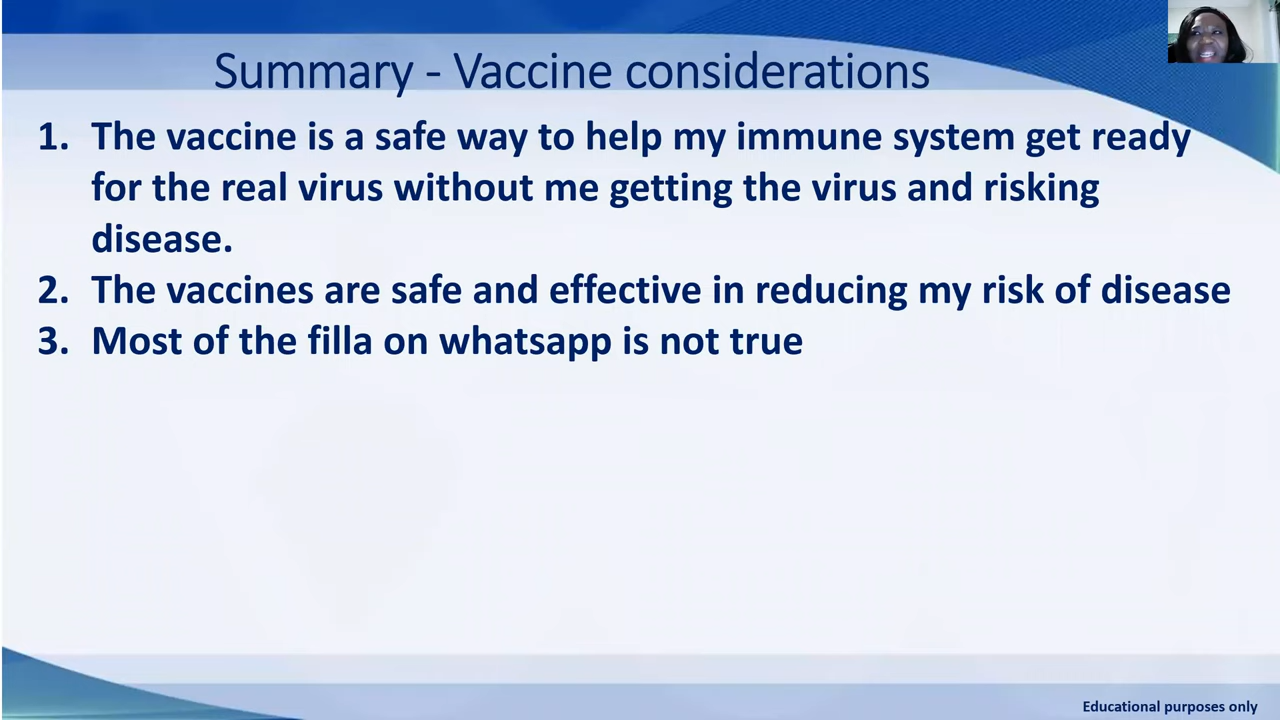 Summary - Vaccine considerations
1. The vaccine is a safe way to help my immune system get ready
for the real virus without me getting the virus and risking
disease.
2. The vaccines are safe and effective in reducing my risk of disease
3. Most of the filla on whatsapp is not true
Educational purposes only